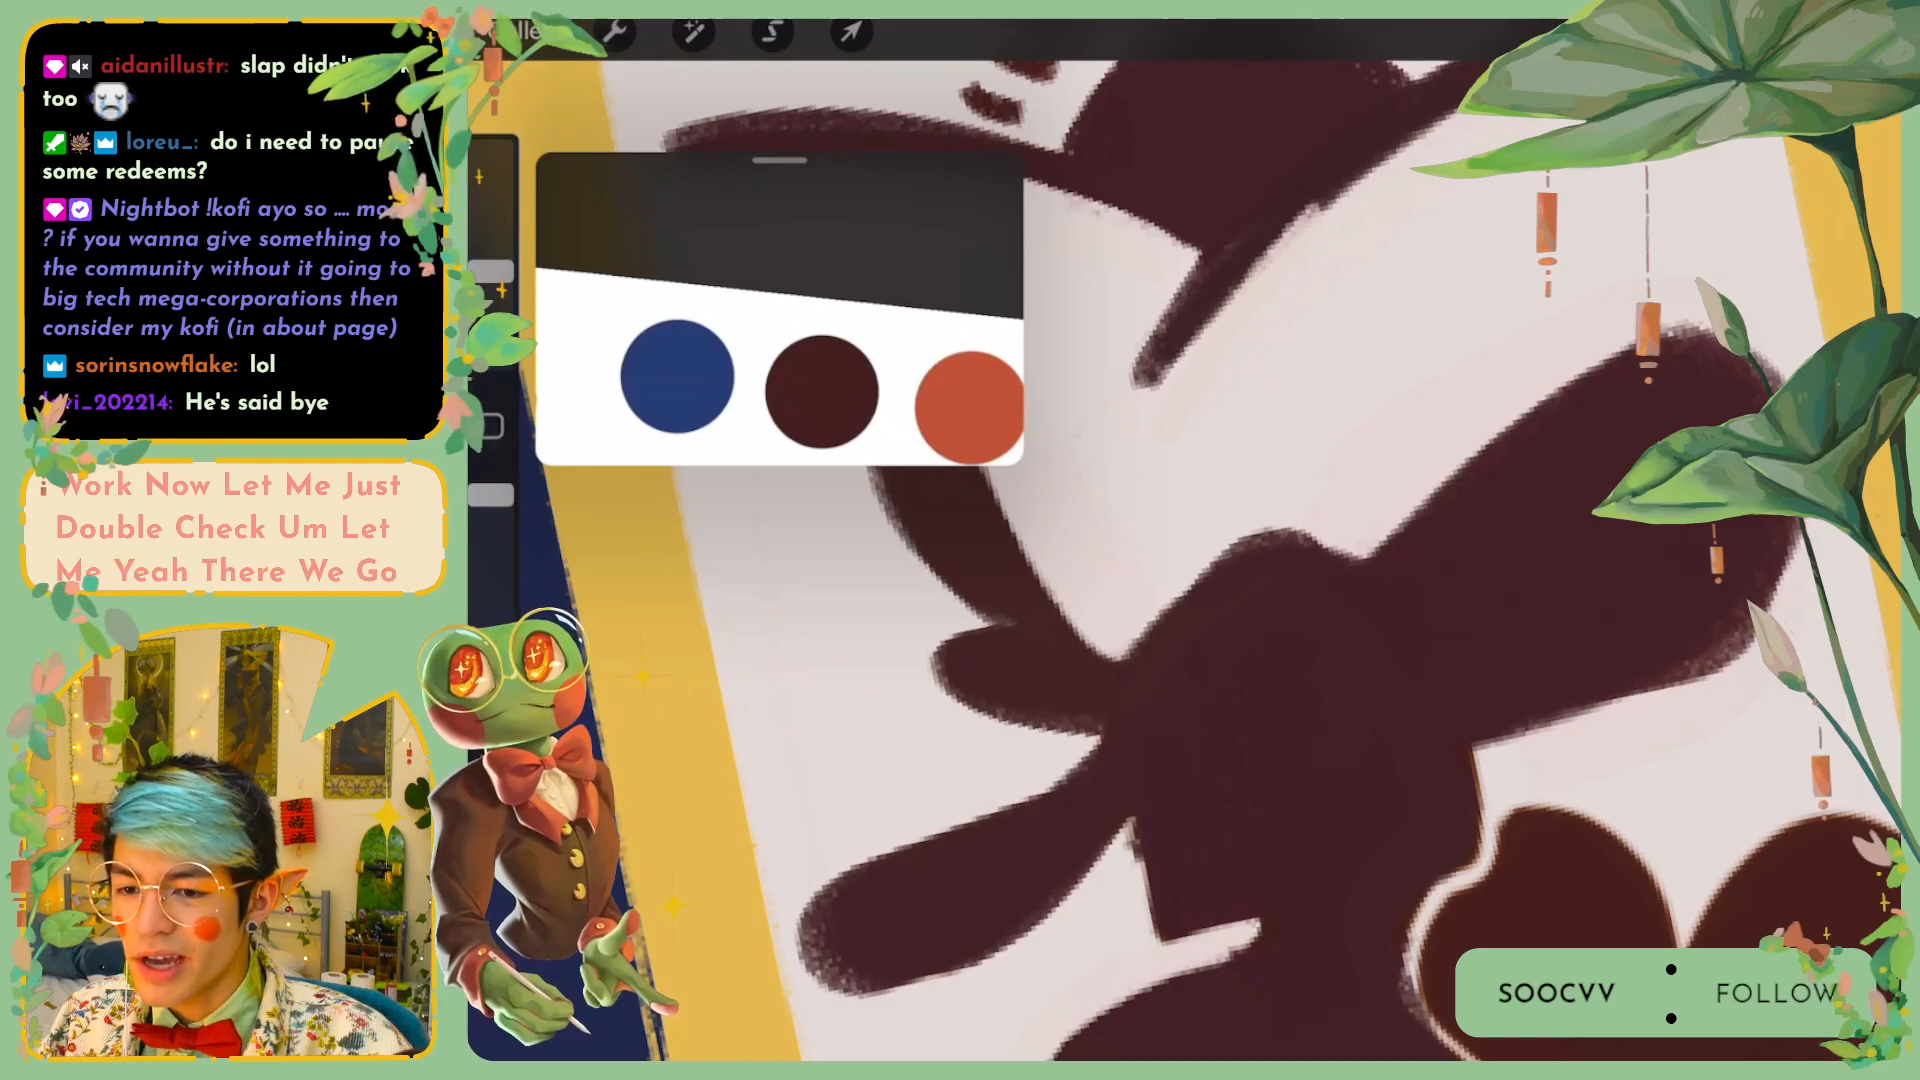 aidanillustr: slap
too
loreu_: do i need to
some redeems?
Nightbot !kofi ayo so ....
? if you wanna give something to
the community without it going to
big tech mega-corporations then
consider my kofi (in about page)
sorinsnowflake: lol
He's said bye
Work Now Let Me Just
Double Check Um Let
Me Yeah There We Go
SOOCVV
FOLLOW